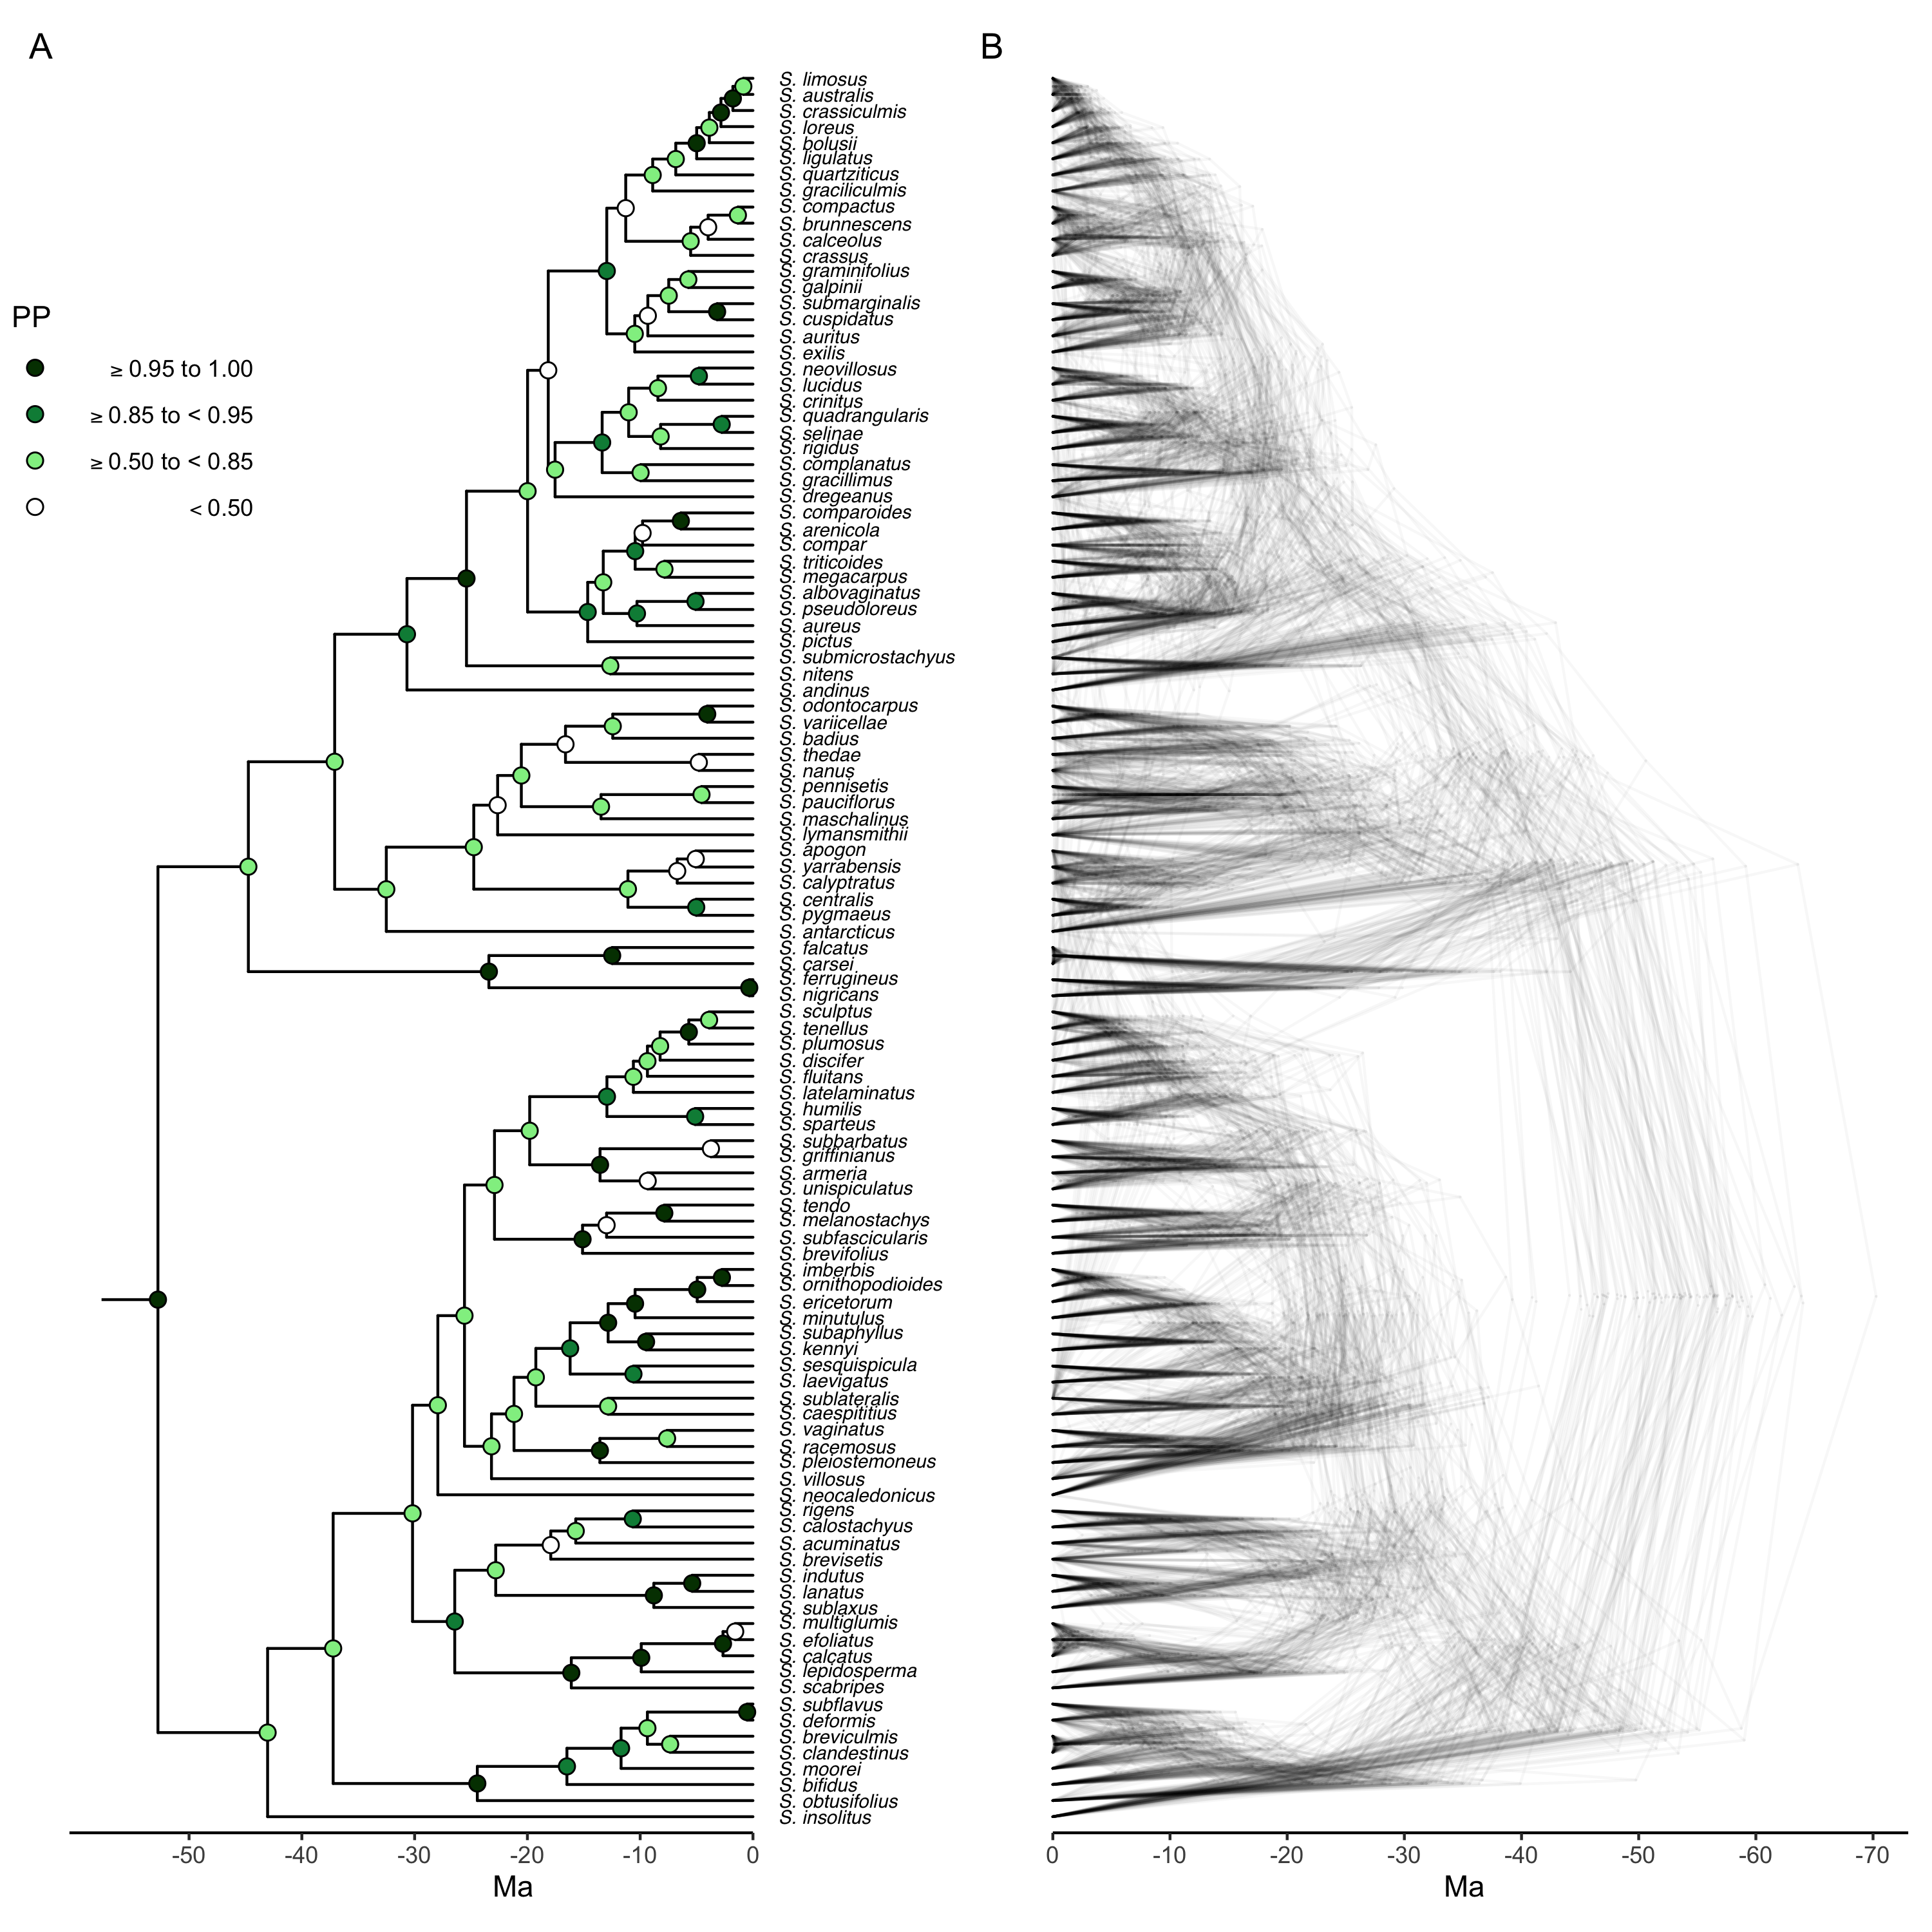 A
B
S. limosus
S. australis
S. crassiculmis
S. loreus
S. bolusii
S. ligulatus
S. quartziticus
S. graciliculmis
S. compactus
S. brunnescens
S. calceolus
S. crassus
S. graminifolius
S. galpinii
S. submarginalis
S. cuspidatus
S. auritus
S. exilis
S. neovillosus
S. lucidus
S. crinitus
S. quadrangularis
S. selinae
S. rigidus
S. complanatus
S. gracillimus
S. dregeanus
S. comparoides
S. arenicola
S. compar
S. triticoides
S. megacarpus
S. albovaginatus
S. pseudoloreus
S. aureus
S. pictus
S. submicrostachyus
S. nitens
S. andinus
S. odontocarpus
S. variicellae
S. badius
S. thedae
S. nanus
S. pennisetis
S. pauciflorus
S. maschalinus
S. lymansmithii
S. apogon
S. yarrabensis
S. calyptratus
S. centralis
S. pygmaeus
S. antarcticus
S. falcatus
S. carsei
S. ferrugineus
S. nigricans
S. sculptus
S. tenellus
S. plumosus
S. discifer
S. fluitans
S. latelaminatus
S. humilis
S. sparteus
S. subbarbatus
S. griffinianus
S. armeria
S. unispiculatus
S. tendo
S. melanostachys
S. subfascicularis
S. brevifolius
S. imberbis
S. ornithopodioides
S. ericetorum
S. minutulus
S. subaphyllus
S. kennyi
S. sesquispicula
S. laevigatus
S. sublateralis
S. caespititius
S. vaginatus
S. racemosus
S. pleiostemoneus
S. villosus
S. neocaledonicus
S. rigens
S. calostachyus
S. acuminatus
S. brevisetis
S. indutus
S. lanatus
S. sublaxus
S. multiglumis
S. efoliatus
S. calcatus
S. lepidosperma
S. scabripes
S. subflavus
S. deformis
S. breviculmis
S. clandestinus
S. moorei
S. bifidus
S. obtusifolius
S. insolitus
PP
≥ 0.95 to 1.00
≥ 0.85 to < 0.95
≥ 0.50 to < 0.85
< 0.50
-50 -40 -30 -20 -10 0
Ma
0 -10 -20 -30 -40 -50 -60 -70
Ma